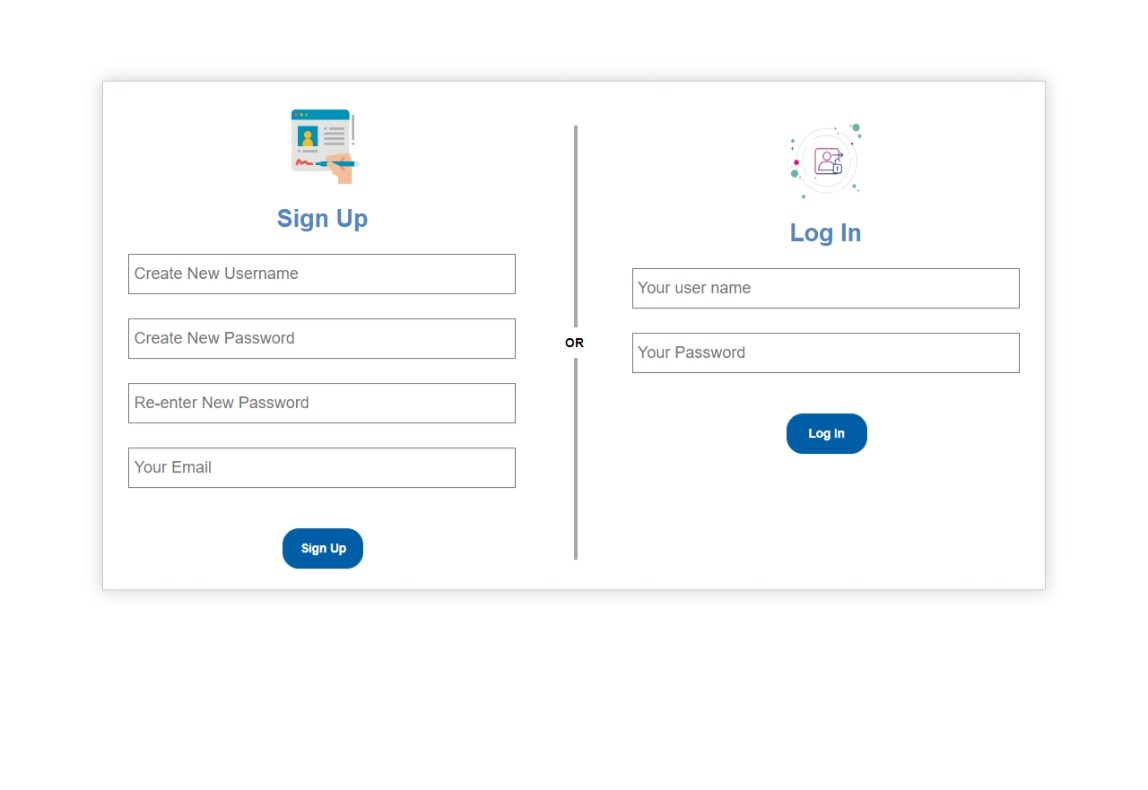 Sign Up
Create New Username
Create New Password
Re-enter New Password
Your Email
Sign Up
OR
Log In
Your user name
Your Password
Log In